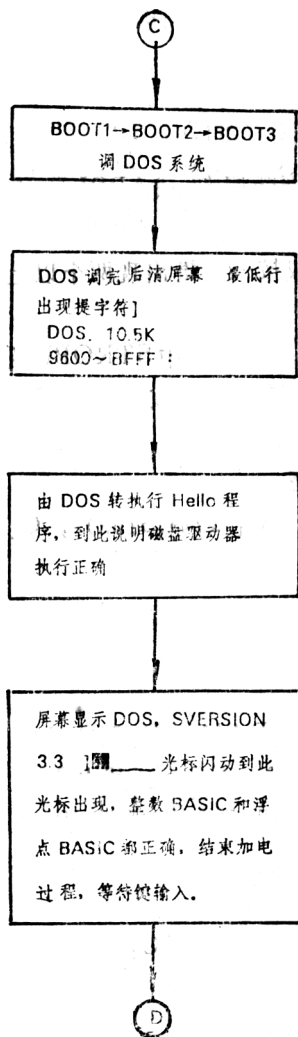 C
BOOT1→BOOT2→BOOT3
调 DOS 系统
DOS 调完后清屏幕 最低行
出现提字符]
DOS. 10.5K
9600~BFFF :
由 DOS 转执行 Hello 程
序,到此说明磁盘驱动器
执行正确
屏幕显示 DOS, SVERSION
3.3 ] 光标闪动到此
光标出现,整数 BASIC 和浮
点 BASIC 都正确,结束加电
过程,等待键输入.
D